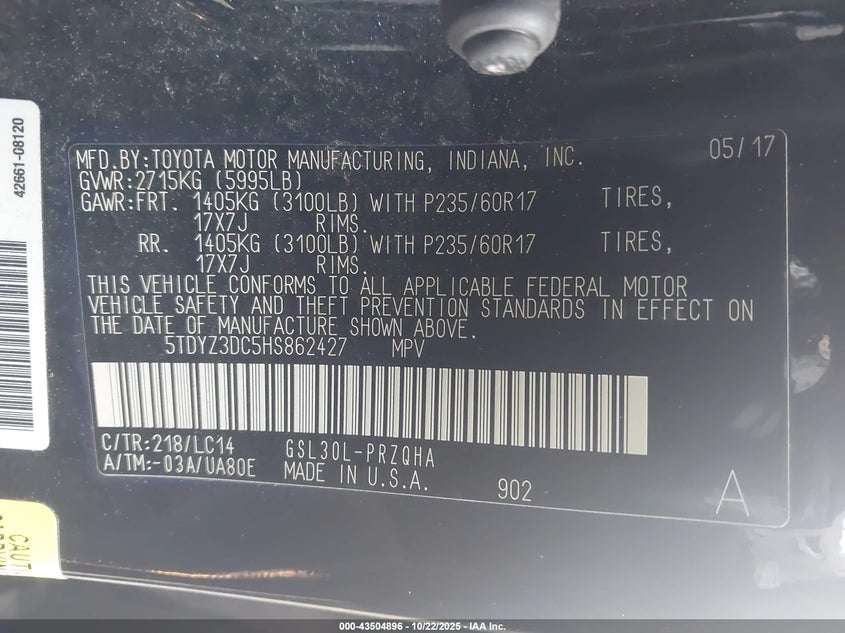 42661-08120
MFD.BY:TOYOTA MOTOR MANUFACTURING, INDIANA, INC. 05/17
GVWR:2715KG (5995LB)
GAWR:FRT. 1405KG (3100LB) WITH P235/60R17 TIRES,
17X7J RIMS.
RR. 1405KG (3100LB) WITH P235/60R17 TIRES,
17X7J RIMS.
THIS VEHICLE CONFORMS TO ALL APPLICABLE FEDERAL MOTOR
VEHICLE SAFETY AND THEFT PREVENTION STANDARDS IN EFFECT ON
THE DATE OF MANUFACTURE SHOWN ABOVE.
5TDYZ3DC5HS862427 MPV
C/TR:218/LC14 GSL30L-PRZQHA
A/TM:-03A/UA80E MADE IN U.S.A. 902 A
CAUT
000-43504896 - 10/22/2025 - IAA Inc.